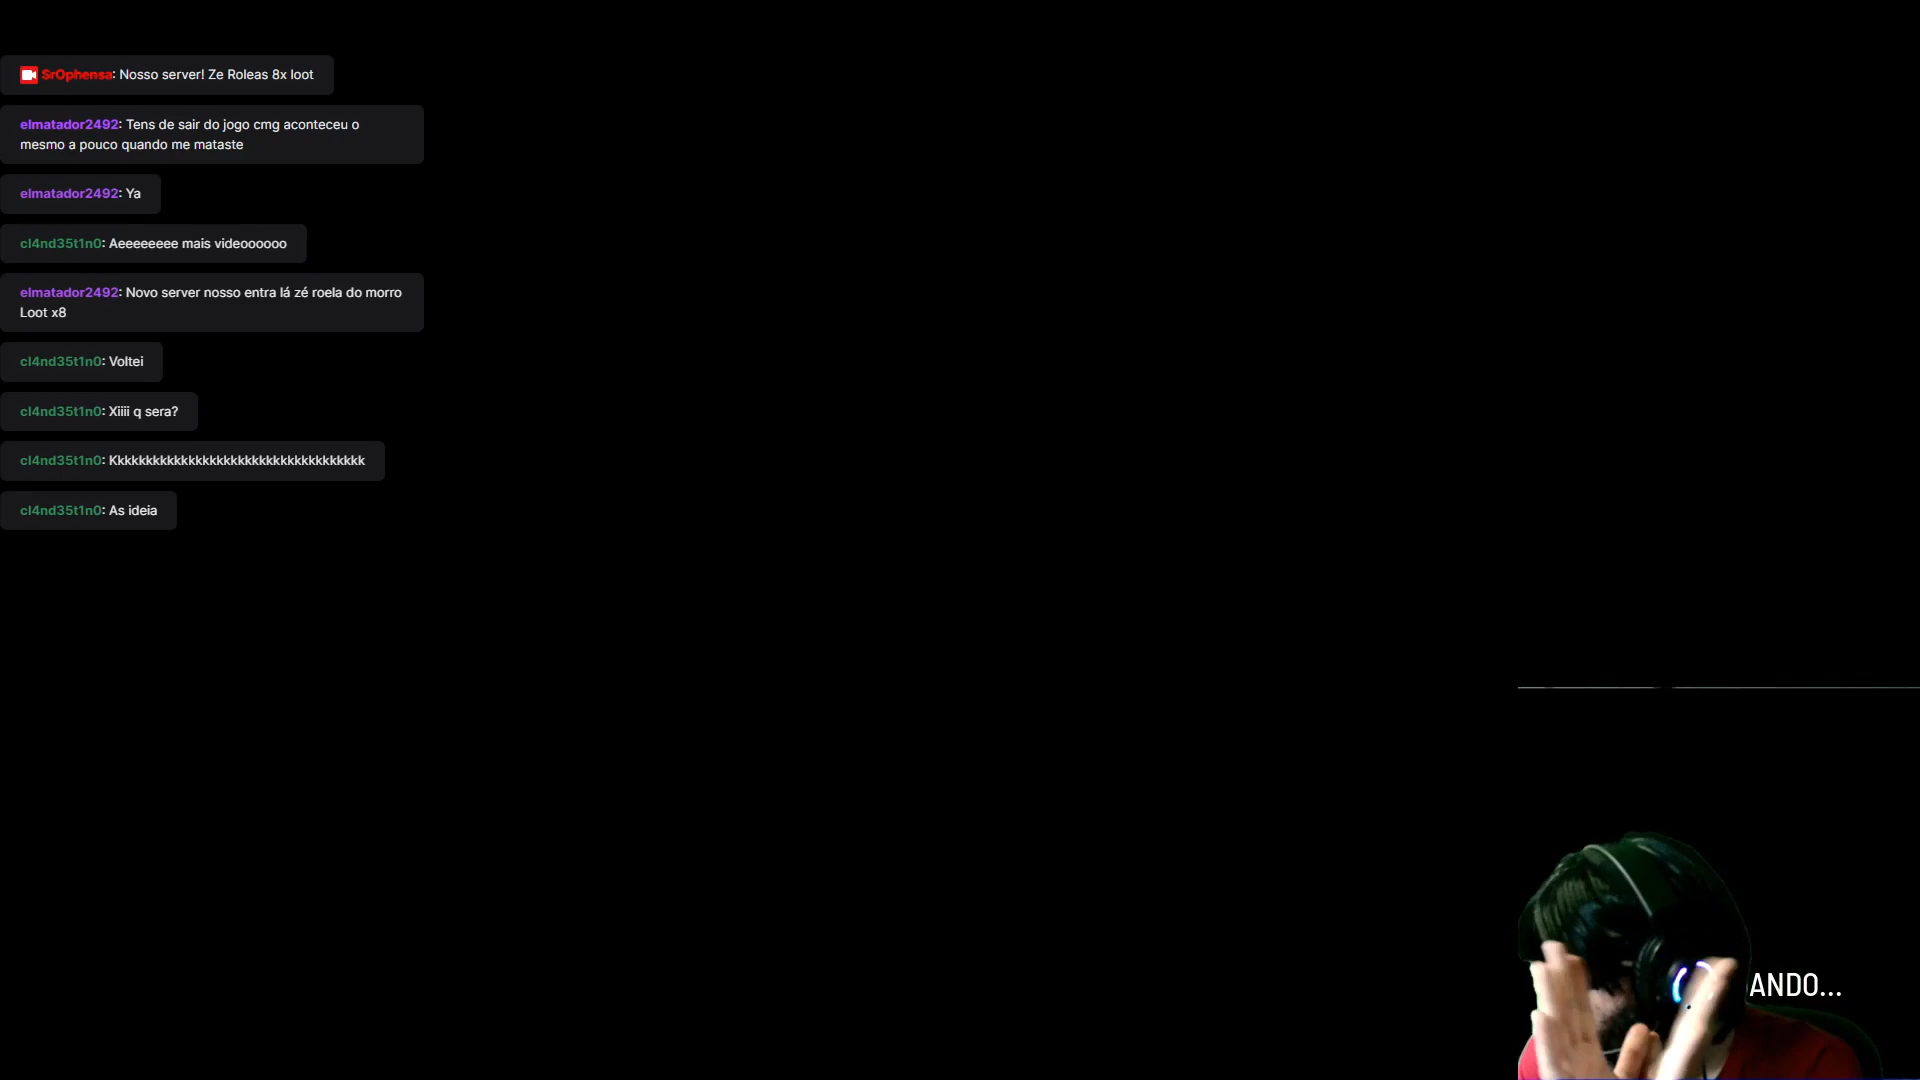 SrOphensa: Nosso server! Ze Roleas 8x loot
elmatador2492: Tens de sair do jogo cmg aconteceu o
mesmo a pouco quando me mataste
elmatador2492: Ya
cl4nd35t1n0: Aeeeeeeee mais videoooooo
elmatador2492: Novo server nosso entra lá zé roela do morro
Loot x8
cl4nd35t1n0: Voltei
cl4nd35t1n0: Xiiii q sera?
cl4nd35t1n0: Kkkkkkkkkkkkkkkkkkkkkkkkkkkkkkkkkkkk
cl4nd35t1n0: As ideia
ANDO...